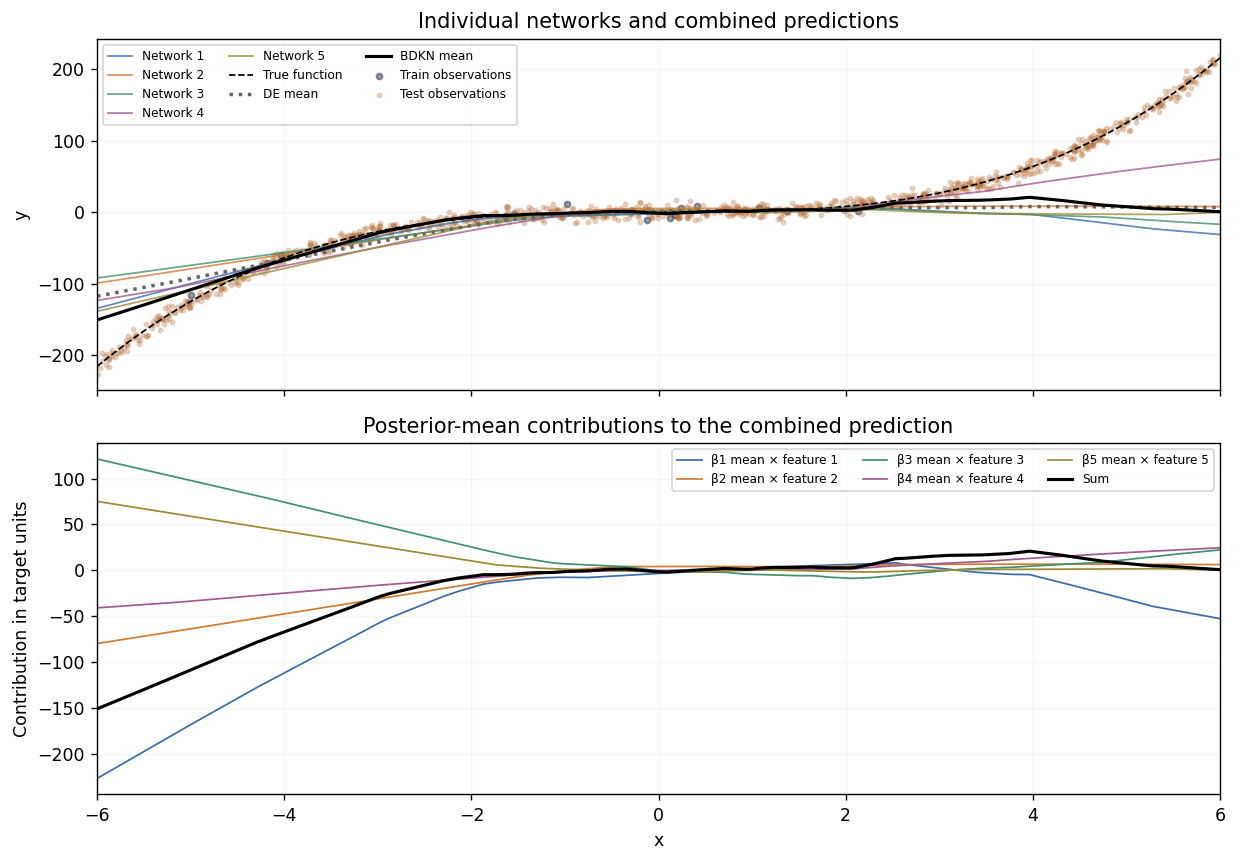 Individual networks and combined predictions
Network 1
Network 2
Network 3
Network 4
Network 5
True function
DE mean
BDKN mean
Train observations
Test observations
200
100
0
−100
−200
y
Posterior-mean contributions to the combined prediction
β1 mean × feature 1
β2 mean × feature 2
β3 mean × feature 3
β4 mean × feature 4
β5 mean × feature 5
Sum
100
50
0
−50
−100
−150
−200
Contribution in target units
−6
−4
−2
0
2
4
6
x